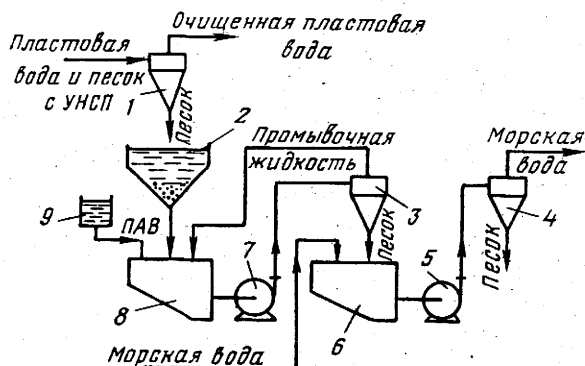 Очищенная пластовая
вода
Пластовая
вода и песок
с УНСП
1
Песок
2
Промывочная
жидкость
Морская
вода
3
4
9
ПАВ
7
5
Песок
Песок
8
6
Морская вода